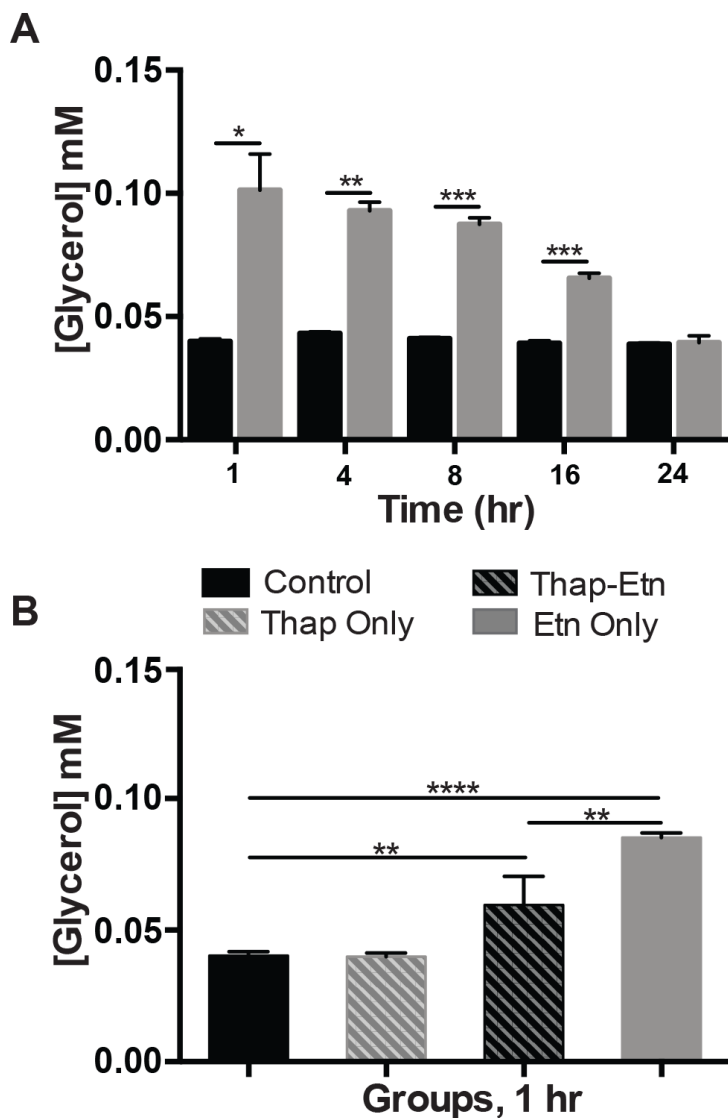 A
[Glycerol] mM
0.15
0.10
0.05
0.00
*
**
***
***
1 4 8 16 24
Time (hr)
Control Thap-Etn
Thap Only Etn Only
B
[Glycerol] mM
0.15
0.10
0.05
0.00
****
**
**
Groups, 1 hr